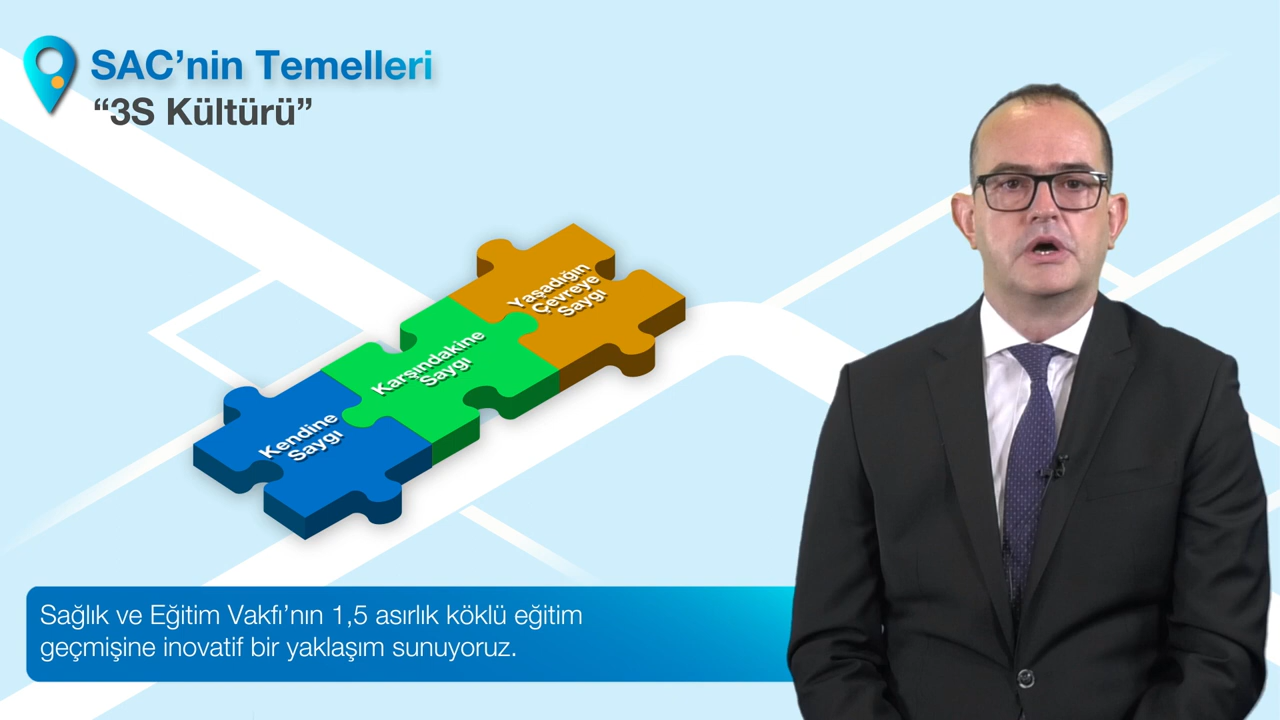 SAC’nin Temelleri
“3S Kültürü”
Yaşadığın
Çevreye
Saygı
Karşındakine
Saygı
Kendine
Saygı
Sağlık ve Eğitim Vakfı’nın 1,5 asırlık köklü eğitim
geçmişine inovatif bir yaklaşım sunuyoruz.